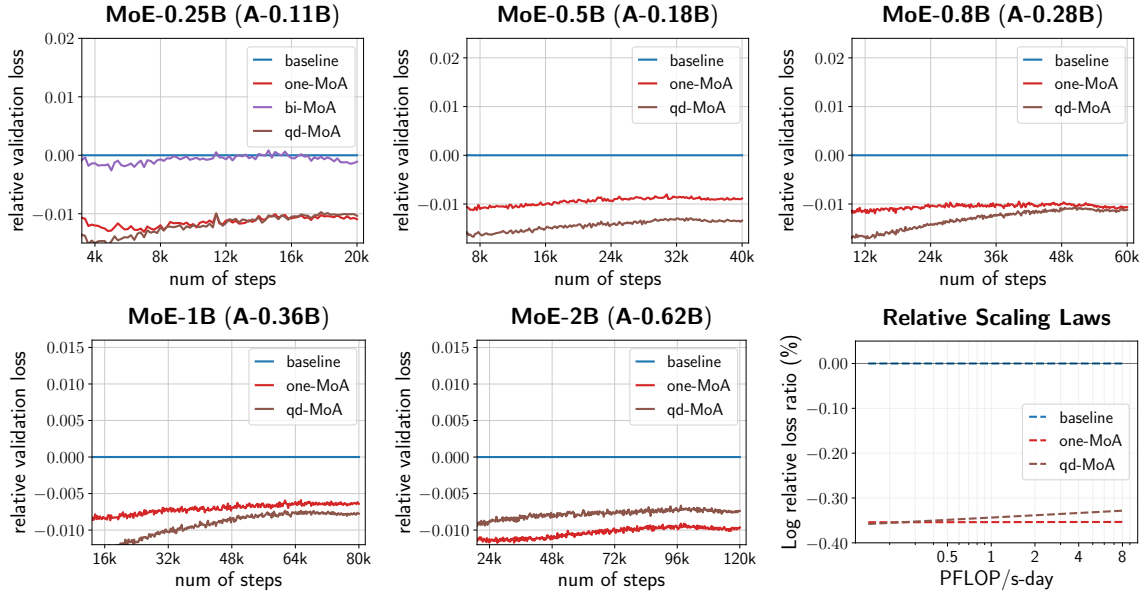 MoE-0.25B (A-0.11B)
relative validation loss
0.02
0.01
0.00
−0.01
baseline
one-MoA
bi-MoA
qd-MoA
4k 8k 12k 16k 20k
num of steps
MoE-0.5B (A-0.18B)
relative validation loss
0.02
0.01
0.00
−0.01
baseline
one-MoA
qd-MoA
8k 16k 24k 32k 40k
num of steps
MoE-0.8B (A-0.28B)
relative validation loss
0.02
0.01
0.00
−0.01
baseline
one-MoA
qd-MoA
12k 24k 36k 48k 60k
num of steps
MoE-1B (A-0.36B)
relative validation loss
0.015
0.010
0.005
0.000
−0.005
−0.010
baseline
one-MoA
qd-MoA
16k 32k 48k 64k 80k
num of steps
MoE-2B (A-0.62B)
relative validation loss
0.015
0.010
0.005
0.000
−0.005
−0.010
baseline
one-MoA
qd-MoA
24k 48k 72k 96k 120k
num of steps
Relative Scaling Laws
Log relative loss ratio (%)
0.00
−0.10
−0.20
−0.30
−0.40
baseline
one-MoA
qd-MoA
0.5 1 2 4 8
PFLOP/s-day